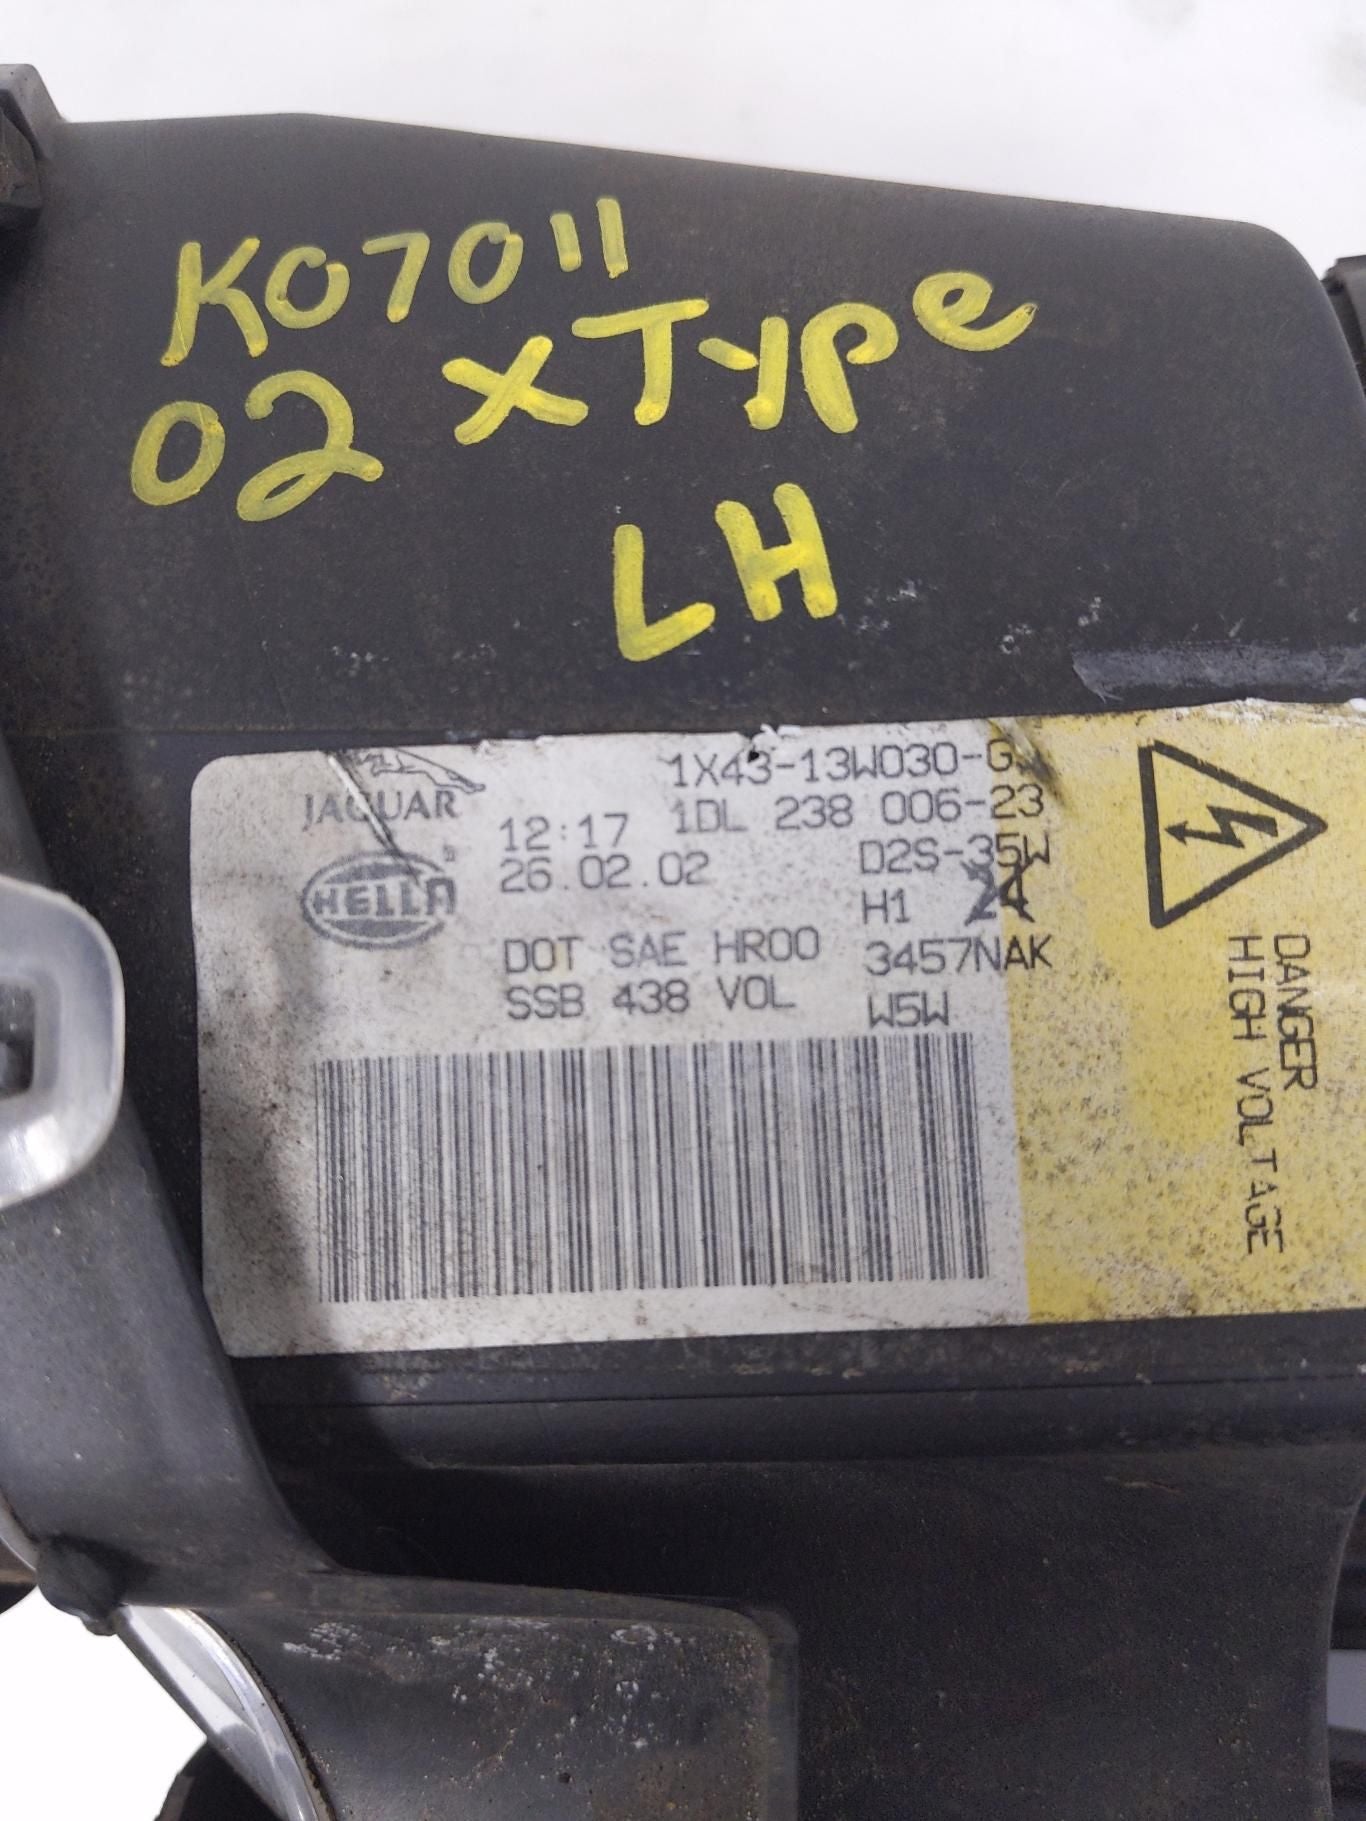 K07011
02 XType
LH
JAGUAR
HELLA
12:17
26.02.02
DOT SAE HR00
SSB 438 VOL
1X43-13W030-G
1DL 238 006-23
D2S-35W
H1
3457NAK
W5W
DANGER
HIGH VOLTAGE